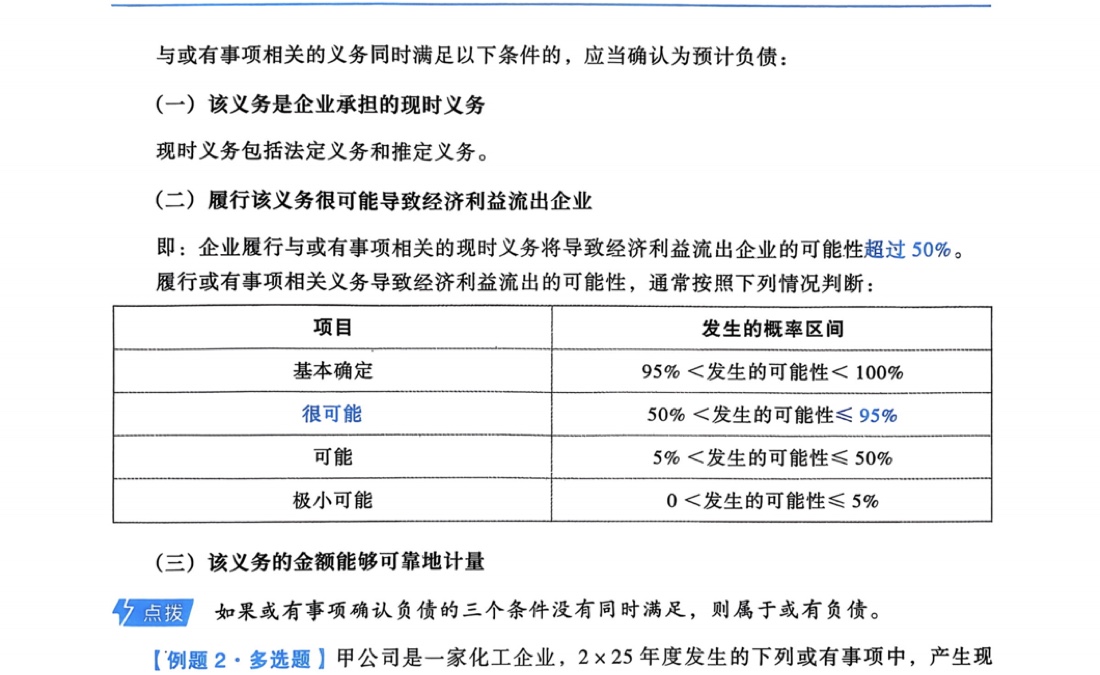 与或有事项相关的义务同时满足以下条件的，应当确认为预计负债：
（一）该义务是企业承担的现时义务
现时义务包括法定义务和推定义务。
（二）履行该义务很可能导致经济利益流出企业
即：企业履行与或有事项相关的现时义务将导致经济利益流出企业的可能性超过 50%。
履行或有事项相关义务导致经济利益流出的可能性，通常按照下列情况判断：
项目 发生的概率区间
基本确定 95% ＜发生的可能性＜ 100%
很可能 50% ＜发生的可能性≤ 95%
可能 5% ＜发生的可能性≤ 50%
极小可能 0 ＜发生的可能性≤ 5%
（三）该义务的金额能够可靠地计量
点拨 如果或有事项确认负债的三个条件没有同时满足，则属于或有负债。
【例题 2 · 多选题】甲公司是一家化工企业，2 × 25 年度发生的下列或有事项中，产生现